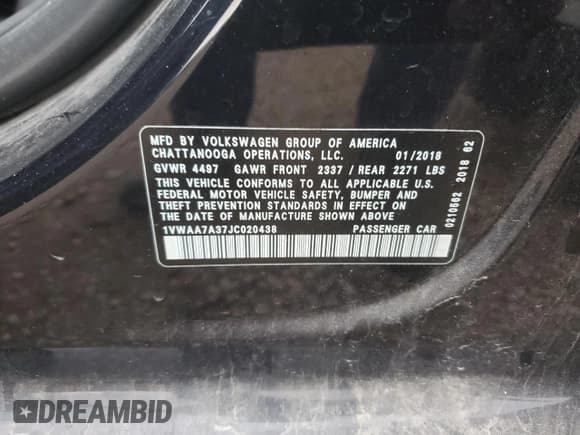 MFD BY VOLKSWAGEN GROUP OF AMERICA
CHATTANOOGA OPERATIONS, LLC. 01/2018
GVWR 4497 GAWR FRONT 2337 / REAR 2271 LBS
THIS VEHICLE CONFORMS TO ALL APPLICABLE U.S.
FEDERAL MOTOR VEHICLE SAFETY, BUMPER AND
THEFT PREVENTION STANDARDS IN EFFECT ON
THE DATE OF MANUFACTURE SHOWN ABOVE
1VWAA7A37JC020438 PASSENGER CAR
0210562 2018 62
DREAMBID